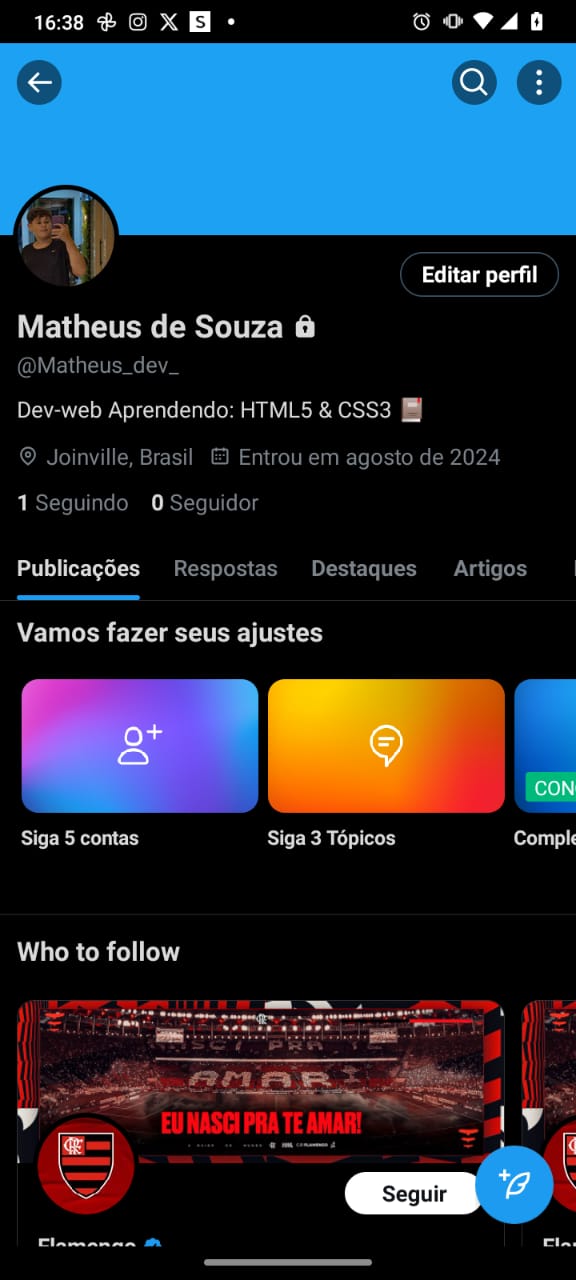 16:38
S
Editar perfil
Matheus de Souza
@Matheus_dev_
Dev-web Aprendendo: HTML5 & CSS3
Joinville, Brasil Entrou em agosto de 2024
1 Seguindo 0 Seguidor
Publicações Respostas Destaques Artigos
Vamos fazer seus ajustes
CON
Siga 5 contas Siga 3 Tópicos Comple
Who to follow
AMAR
EU NASCI PRA TE AMAR!
Seguir
Flamengo